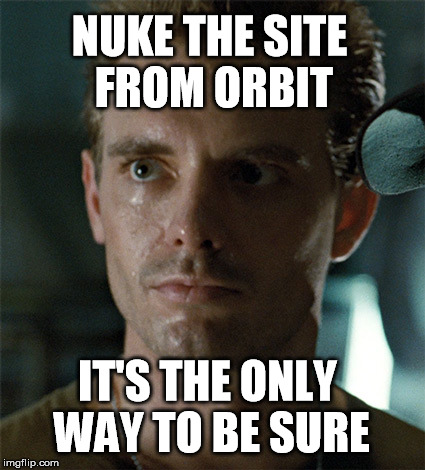 NUKE THE SITE
FROM ORBIT
IT'S THE ONLY
WAY TO BE SURE
imgflip.com